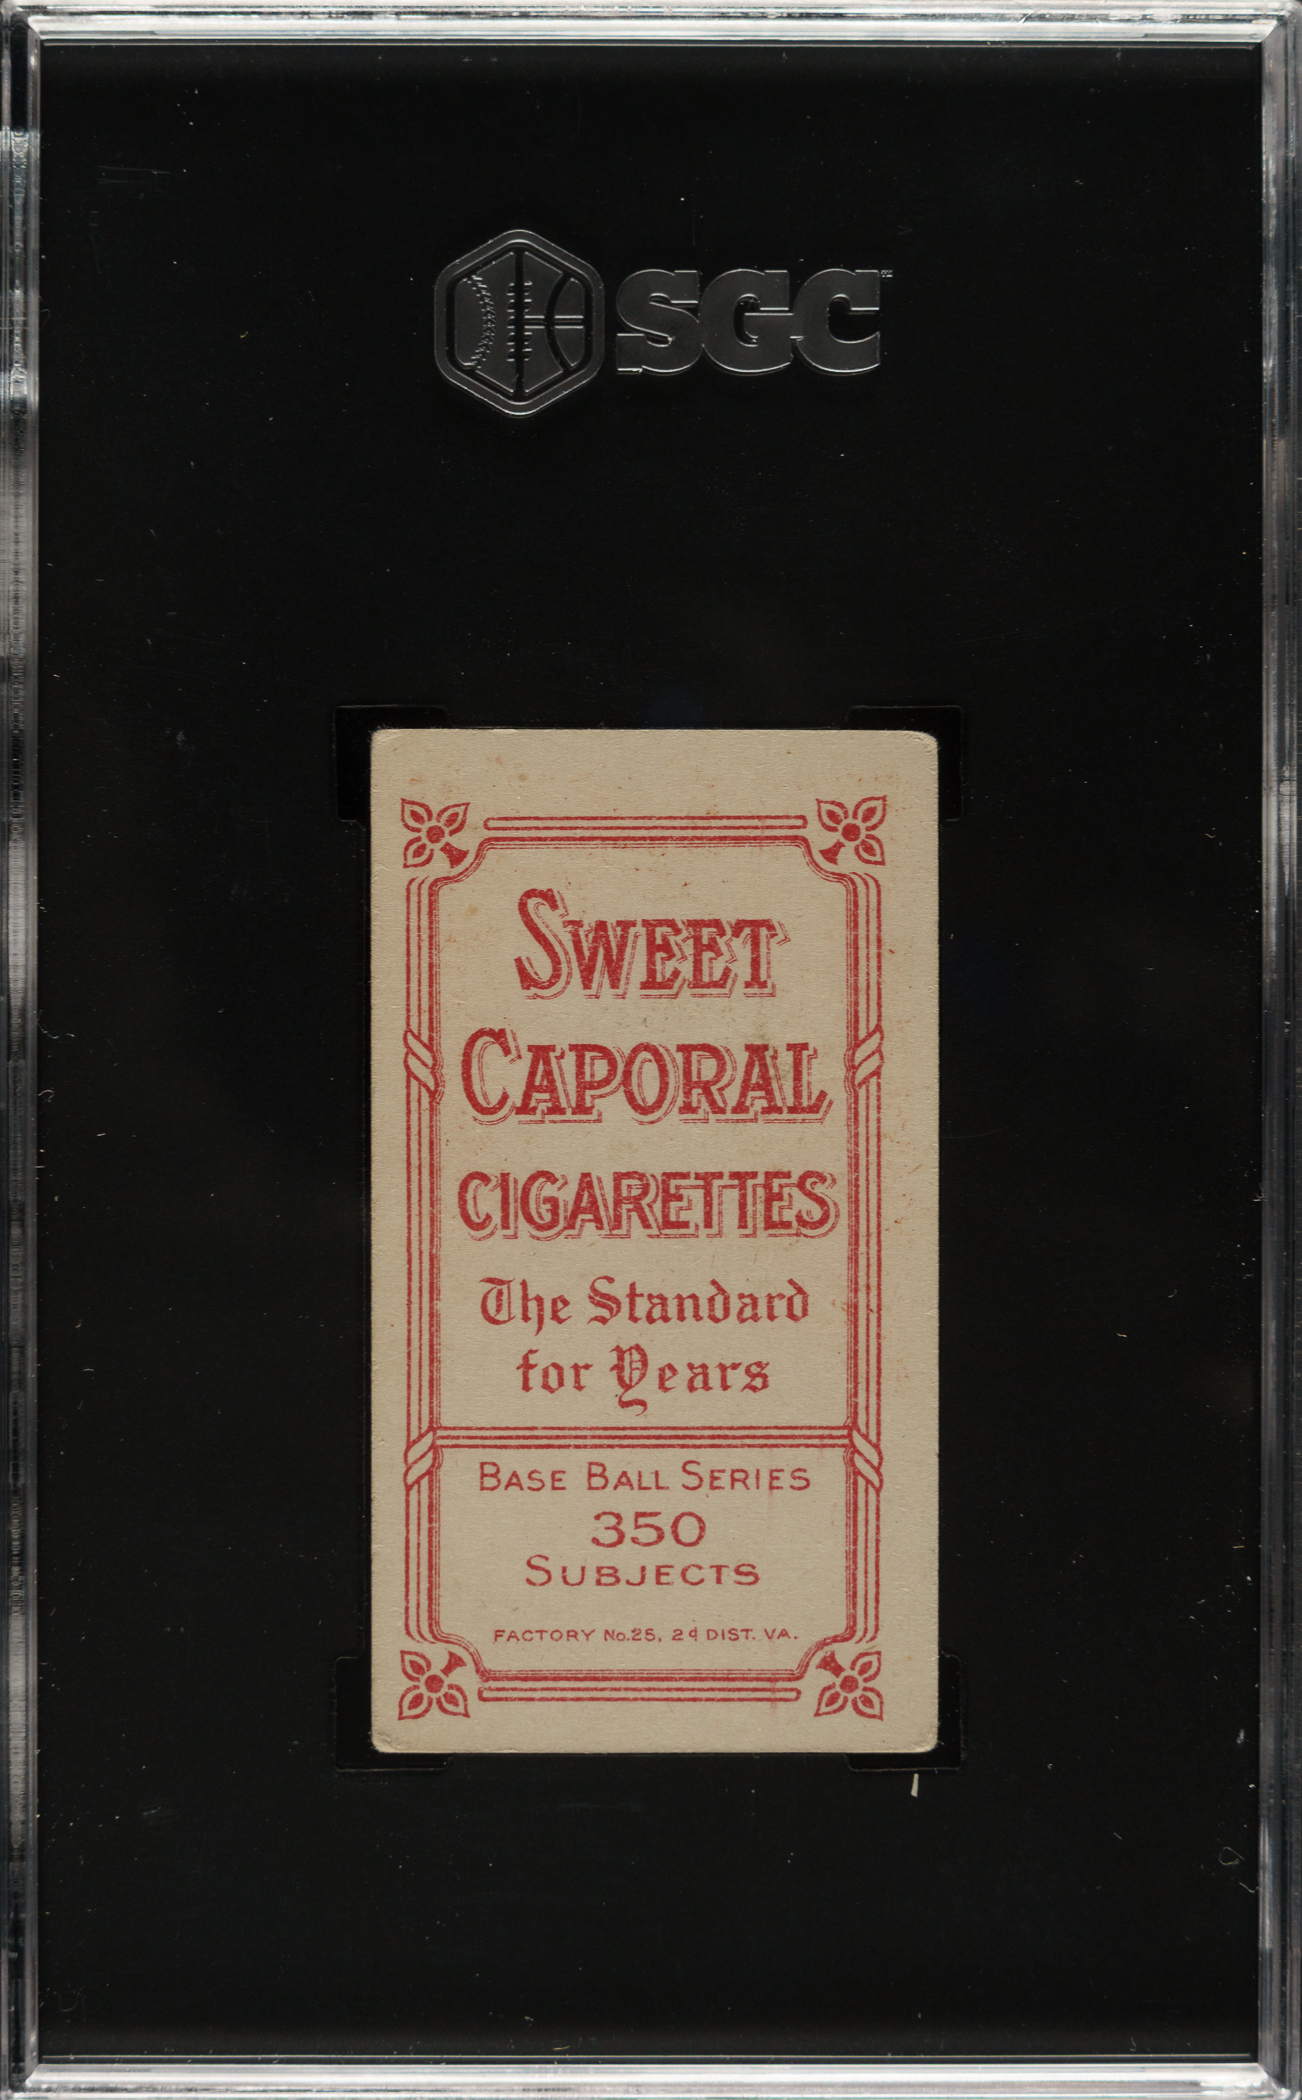 SGC
SWEET
CAPORAL
CIGARETTES
The Standard
for Years
BASE BALL SERIES
350
SUBJECTS
FACTORY No.25, 2d DIST. VA.